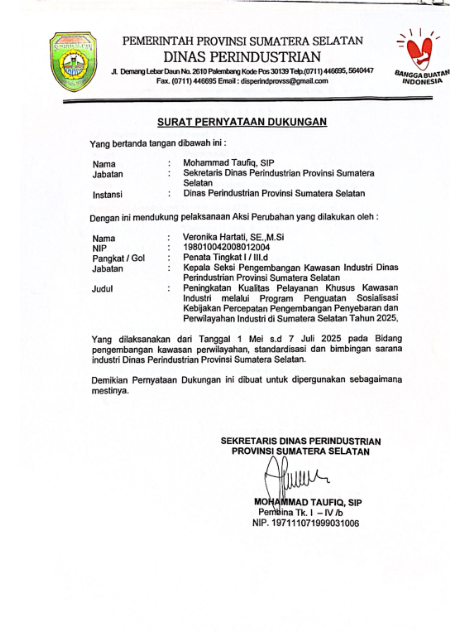 PEMERINTAH PROVINSI SUMATERA SELATAN
DINAS PERINDUSTRIAN
Jl. Demang Lebar Daun No. 2610 Palembang Kode Pos 30139 Telp.(0711) 446695, 5640447
Fax. (0711) 446695 Email : disperindprovss@gmail.com
BANGGA BUATAN
INDONESIA
SURAT PERNYATAAN DUKUNGAN
Yang bertanda tangan dibawah ini :
Nama : Mohammad Taufiq, SIP
Jabatan : Sekretaris Dinas Perindustrian Provinsi Sumatera
Selatan
Instansi : Dinas Perindustrian Provinsi Sumatera Selatan
Dengan ini mendukung pelaksanaan Aksi Perubahan yang dilakukan oleh :
Nama : Veronika Hartati, SE.,M.Si
NIP : 198010042008012004
Pangkat / Gol : Penata Tingkat I / III.d
Jabatan : Kepala Seksi Pengembangan Kawasan Industri Dinas
Perindustrian Provinsi Sumatera Selatan
Judul : Peningkatan Kualitas Pelayanan Khusus Kawasan
Industri melalui Program Penguatan Sosialisasi
Kebijakan Percepatan Pengembangan Penyebaran dan
Perwilayahan Industri di Sumatera Selatan Tahun 2025,
Yang dilaksanakan dari Tanggal 1 Mei s.d 7 Juli 2025 pada Bidang
pengembangan kawasan perwilayahan, standardisasi dan bimbingan sarana
industri Dinas Perindustrian Provinsi Sumatera Selatan.
Demikian Pernyataan Dukungan ini dibuat untuk dipergunakan sebagaimana
mestinya.
SEKRETARIS DINAS PERINDUSTRIAN
PROVINSI SUMATERA SELATAN
MOHAMMAD TAUFIQ, SIP
Pembina Tk. I – IV /b
NIP. 197111071999031006